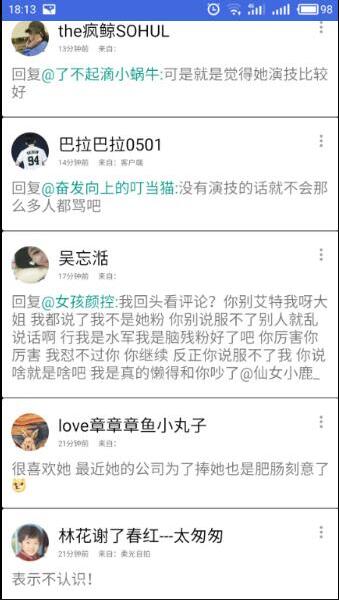 18:13
4G
98
the疯鲸SOHUL
13分钟前 来自:
回复@了不起滴小蜗牛:可是就是觉得她演技比较
好
巴拉巴拉0501
14分钟前 来自: 客户端
回复@奋发向上的叮当猫:没有演技的话就不会那
么多人都骂吧
吴忘湉
17分钟前 来自:
回复@女孩颜控:我回头看评论？你别艾特我呀大
姐 我都说了我不是她粉 你别说服不了别人就乱
说话啊 行我是水军我是脑残粉好了吧 你厉害你
厉害 我怼不过你 你继续 反正你说服不了我 你说
啥就是啥吧 我是真的懒得和你吵了@仙女小鹿_
love章章章鱼小丸子
21分钟前 来自:
很喜欢她 最近她的公司为了捧她也是肥肠刻意了
林花谢了春红---太匆匆
21分钟前 来自: 柔光自拍
表示不认识！